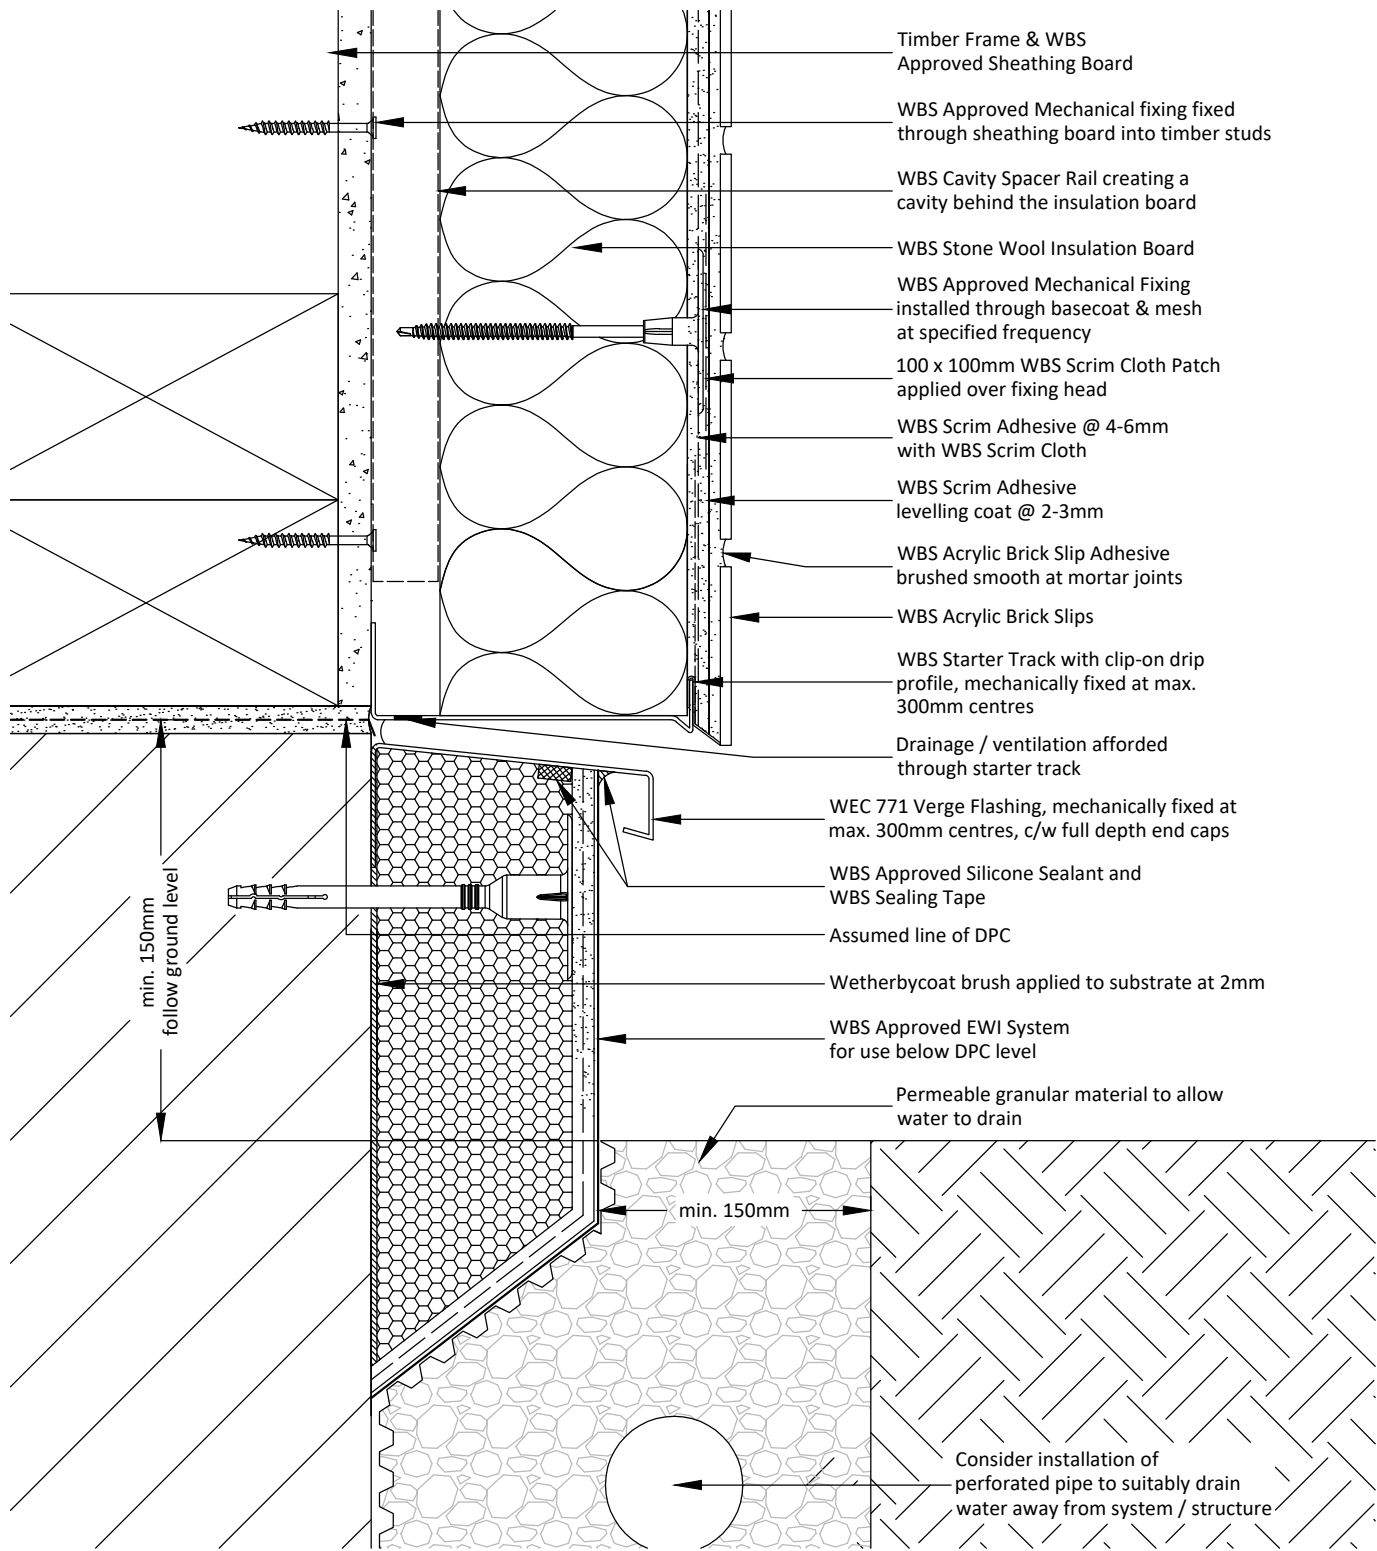 Timber Frame & WBS
Approved Sheathing Board
WBS Approved Mechanical fixing fixed
through sheathing board into timber studs
WBS Cavity Spacer Rail creating a
cavity behind the insulation board
WBS Stone Wool Insulation Board
WBS Approved Mechanical Fixing
installed through basecoat & mesh
at specified frequency
100 x 100mm WBS Scrim Cloth Patch
applied over fixing head
WBS Scrim Adhesive @ 4-6mm
with WBS Scrim Cloth
WBS Scrim Adhesive
levelling coat @ 2-3mm
WBS Acrylic Brick Slip Adhesive
brushed smooth at mortar joints
WBS Acrylic Brick Slips
WBS Starter Track with clip-on drip
profile, mechanically fixed at max.
300mm centres
Drainage / ventilation afforded
through starter track
WEC 771 Verge Flashing, mechanically fixed at
max. 300mm centres, c/w full depth end caps
WBS Approved Silicone Sealant and
WBS Sealing Tape
Assumed line of DPC
Wetherbycoat brush applied to substrate at 2mm
WBS Approved EWI System
for use below DPC level
Permeable granular material to allow
water to drain
min. 150mm
follow ground level
min. 150mm
Consider installation of
perforated pipe to suitably drain
water away from system / structure